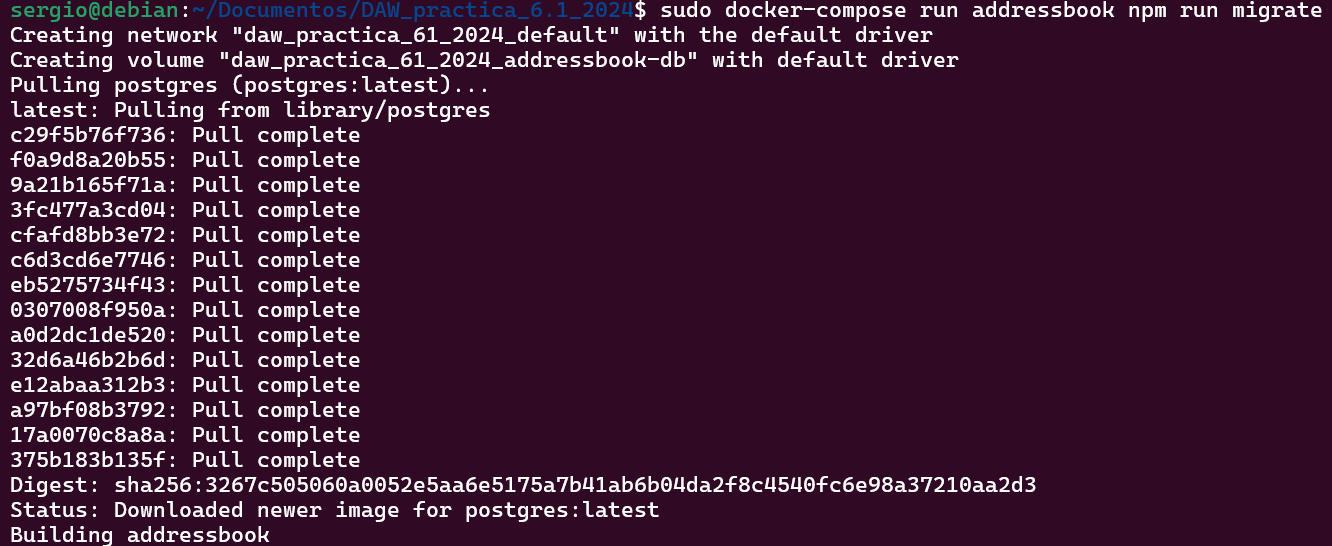 sergio@debian:~/Documentos/DAW_practica_6.1_2024$ sudo docker-compose run addressbook npm run migrate
Creating network "daw_practica_61_2024_default" with the default driver
Creating volume "daw_practica_61_2024_addressbook-db" with default driver
Pulling postgres (postgres:latest)...
latest: Pulling from library/postgres
c29f5b76f736: Pull complete
f0a9d8a20b55: Pull complete
9a21b165f71a: Pull complete
3fc477a3cd04: Pull complete
cfafd8bb3e72: Pull complete
c6d3cd6e7746: Pull complete
eb5275734f43: Pull complete
0307008f950a: Pull complete
a0d2dc1de520: Pull complete
32d6a46b2b6d: Pull complete
e12abaa312b3: Pull complete
a97bf08b3792: Pull complete
17a0070c8a8a: Pull complete
375b183b135f: Pull complete
Digest: sha256:3267c505060a0052e5aa6e5175a7b41ab6b04da2f8c4540fc6e98a37210aa2d3
Status: Downloaded newer image for postgres:latest
Building addressbook